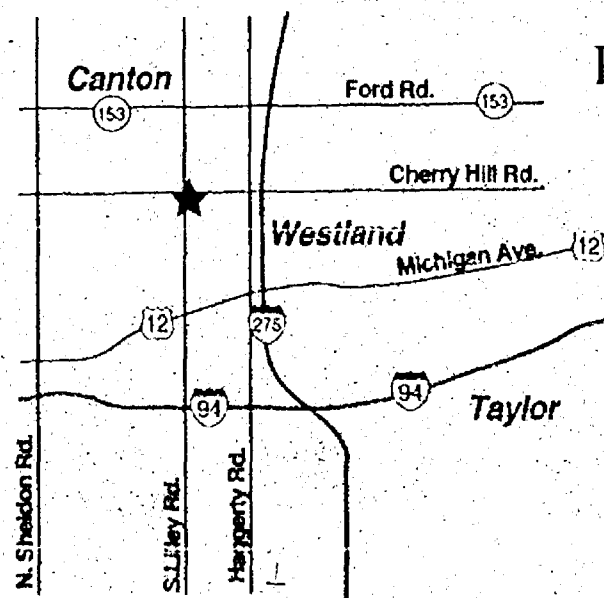 Canton
Ford Rd.
153
153
Cherry Hill Rd.
Westland
Michigan Ave.
12
12
275
94
94
Taylor
N. Sheldon Rd.
S. Lilley Rd.
Haggerty Rd.